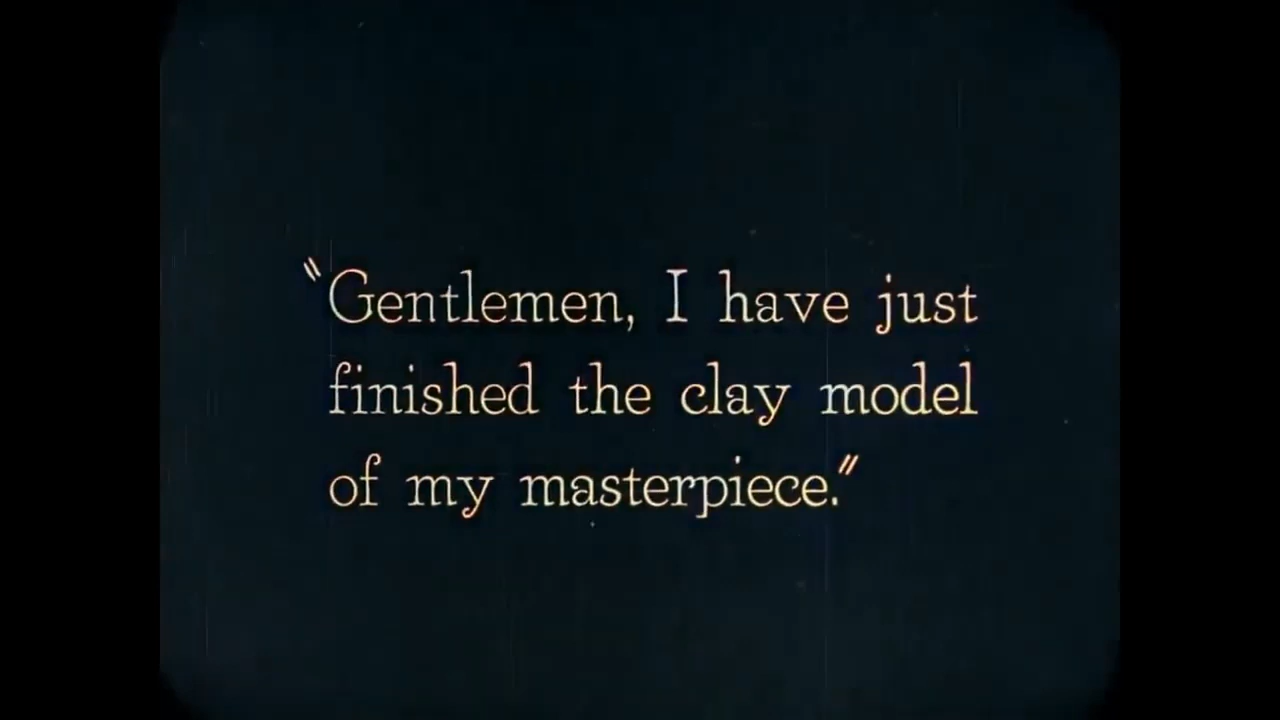 "Gentlemen, I have just
finished the clay model
of my masterpiece."